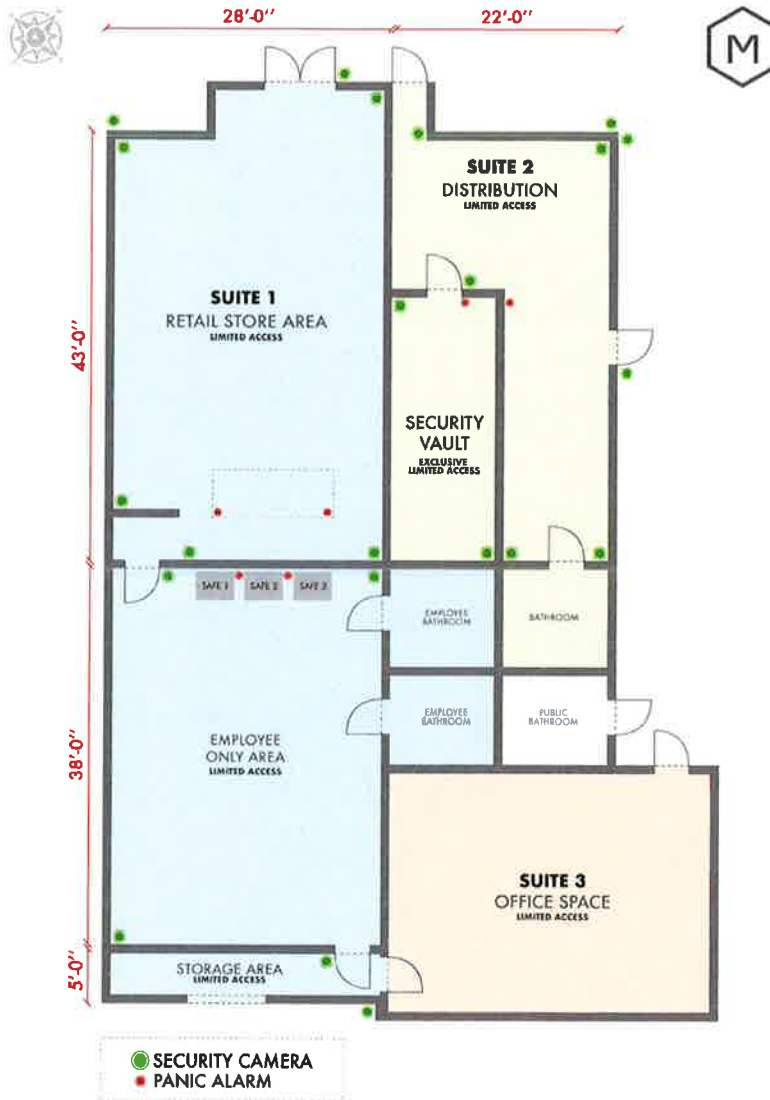 28'-0"
22'-0"
M
SUITE 2
DISTRIBUTION
LIMITED ACCESS
SUITE 1
RETAIL STORE AREA
LIMITED ACCESS
43'-0"
SECURITY
VAULT
EXCLUSIVE
LIMITED ACCESS
SAFE 1
SAFE 2
SAFE 3
EMPLOYEE
BATHROOM
BATHROOM
EMPLOYEE
BATHROOM
PUBLIC
BATHROOM
EMPLOYEE
ONLY AREA
LIMITED ACCESS
38'-0"
SUITE 3
OFFICE SPACE
LIMITED ACCESS
STORAGE AREA
LIMITED ACCESS
5'-0"
SECURITY CAMERA
PANIC ALARM